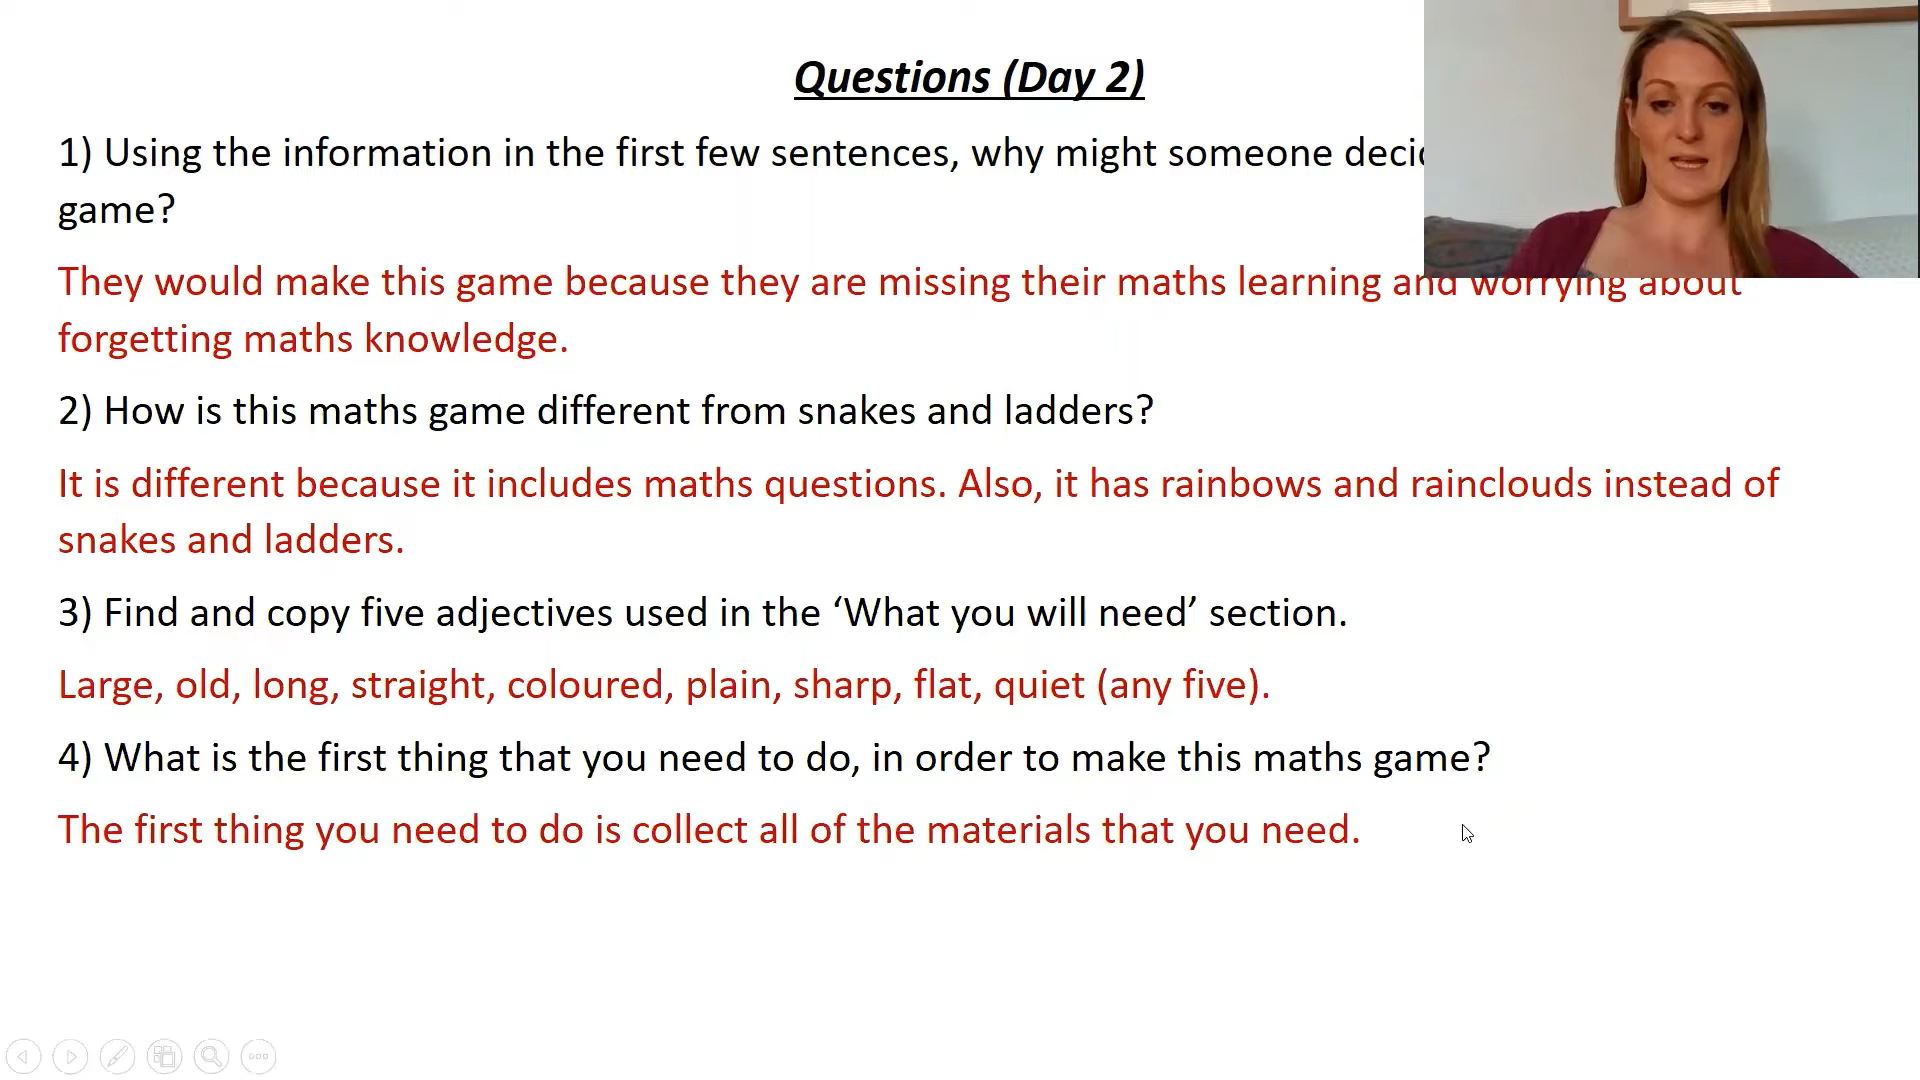 Questions (Day 2)
1) Using the information in the first few sentences, why might someone
game?
They would make this game because they are missing their maths learning and worrying about
forgetting maths knowledge.
2) How is this maths game different from snakes and ladders?
It is different because it includes maths questions. Also, it has rainbows and rainclouds instead of
snakes and ladders.
3) Find and copy five adjectives used in the ‘What you will need’ section.
Large, old, long, straight, coloured, plain, sharp, flat, quiet (any five).
4) What is the first thing that you need to do, in order to make this maths game?
The first thing you need to do is collect all of the materials that you need.